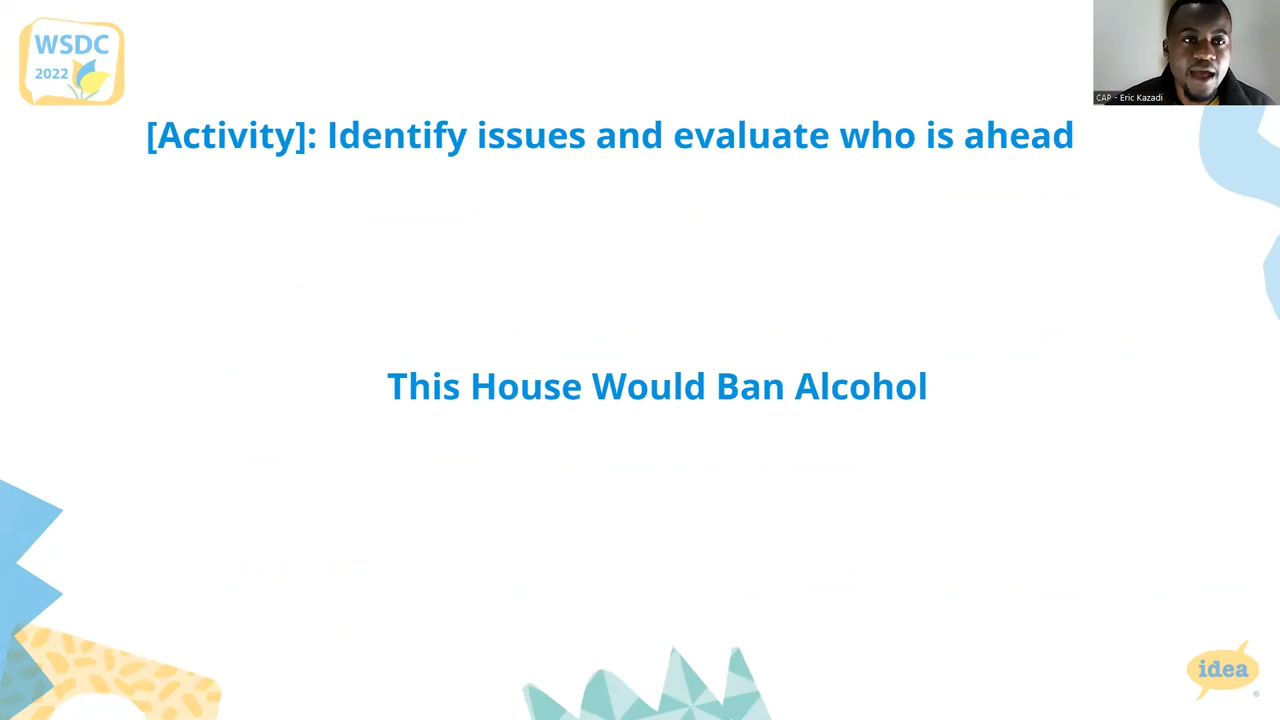 WSDC
2022
CAP - Eric Kazadi
[Activity]: Identify issues and evaluate who is ahead
This House Would Ban Alcohol
idea
®